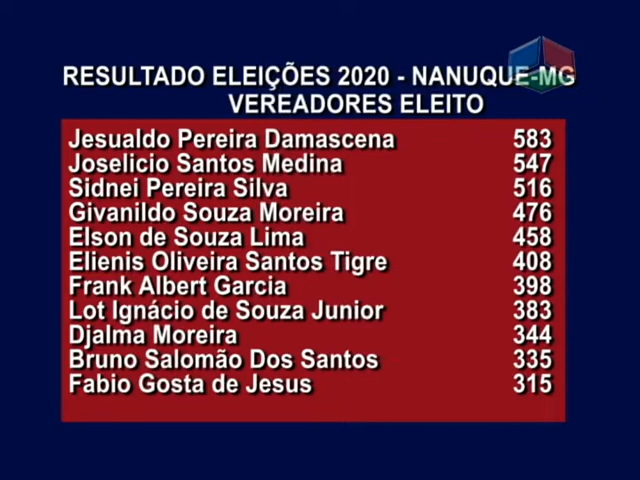 RESULTADO ELEIÇÕES 2020 - NANUQUE-MG
VEREADORES ELEITO
Jesualdo Pereira Damascena 583
Joselicio Santos Medina 547
Sidnei Pereira Silva 516
Givanildo Souza Moreira 476
Elson de Souza Lima 458
Elienis Oliveira Santos Tigre 408
Frank Albert Garcia 398
Lot Ignácio de Souza Junior 383
Djalma Moreira 344
Bruno Salomão Dos Santos 335
Fabio Gosta de Jesus 315